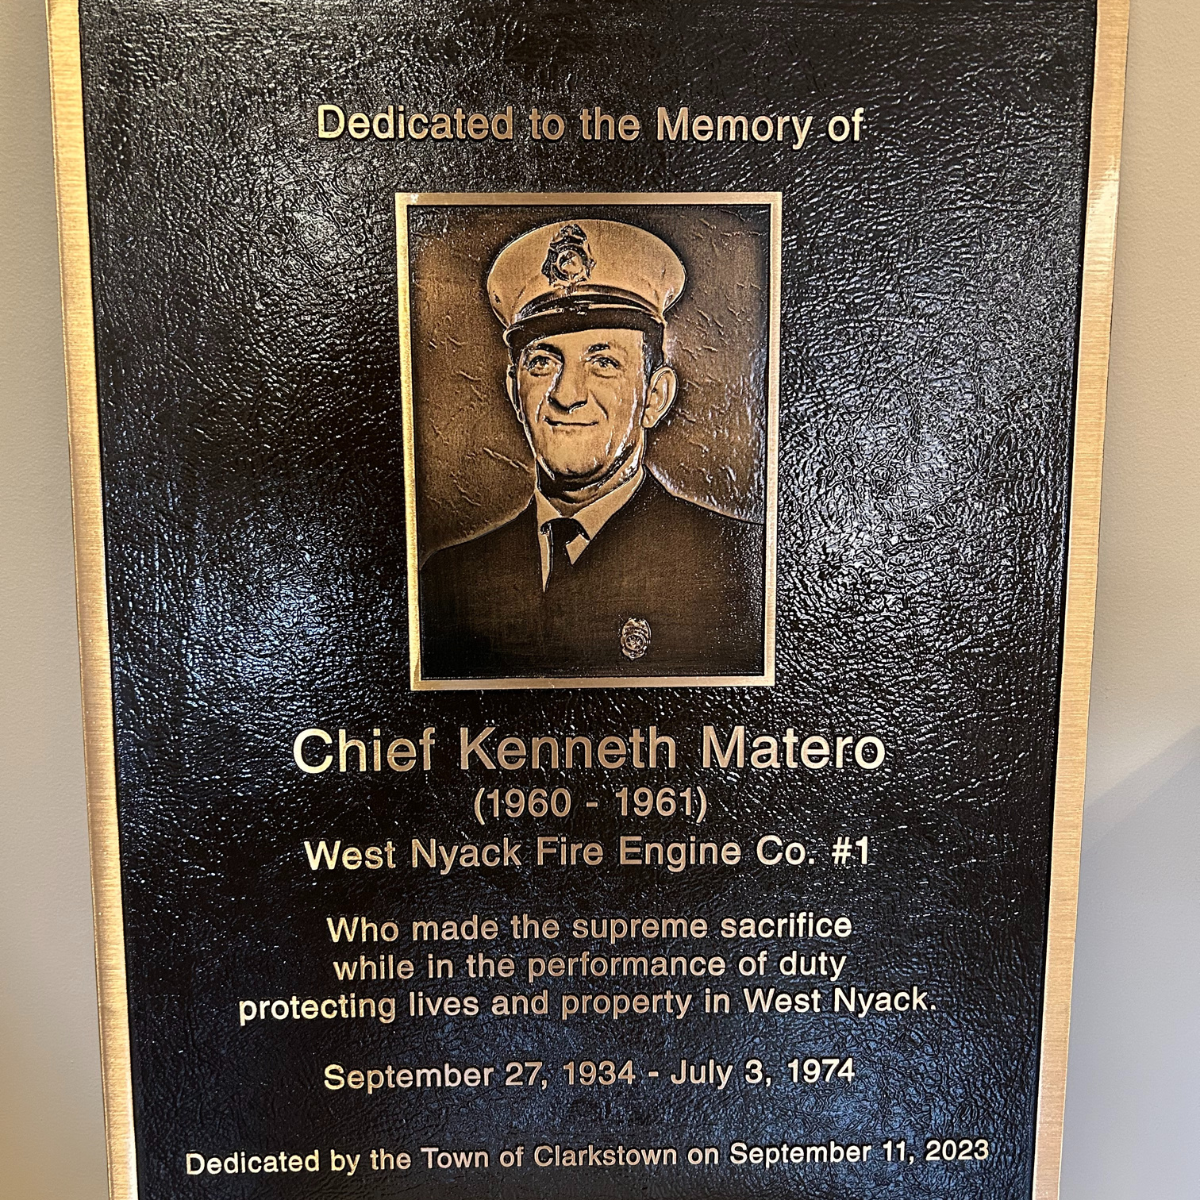 Dedicated to the Memory of
Chief Kenneth Matero
(1960 - 1961)
West Nyack Fire Engine Co. #1
Who made the supreme sacrifice
while in the performance of duty
protecting lives and property in West Nyack.
September 27, 1934 - July 3, 1974
Dedicated by the Town of Clarkstown on September 11, 2023